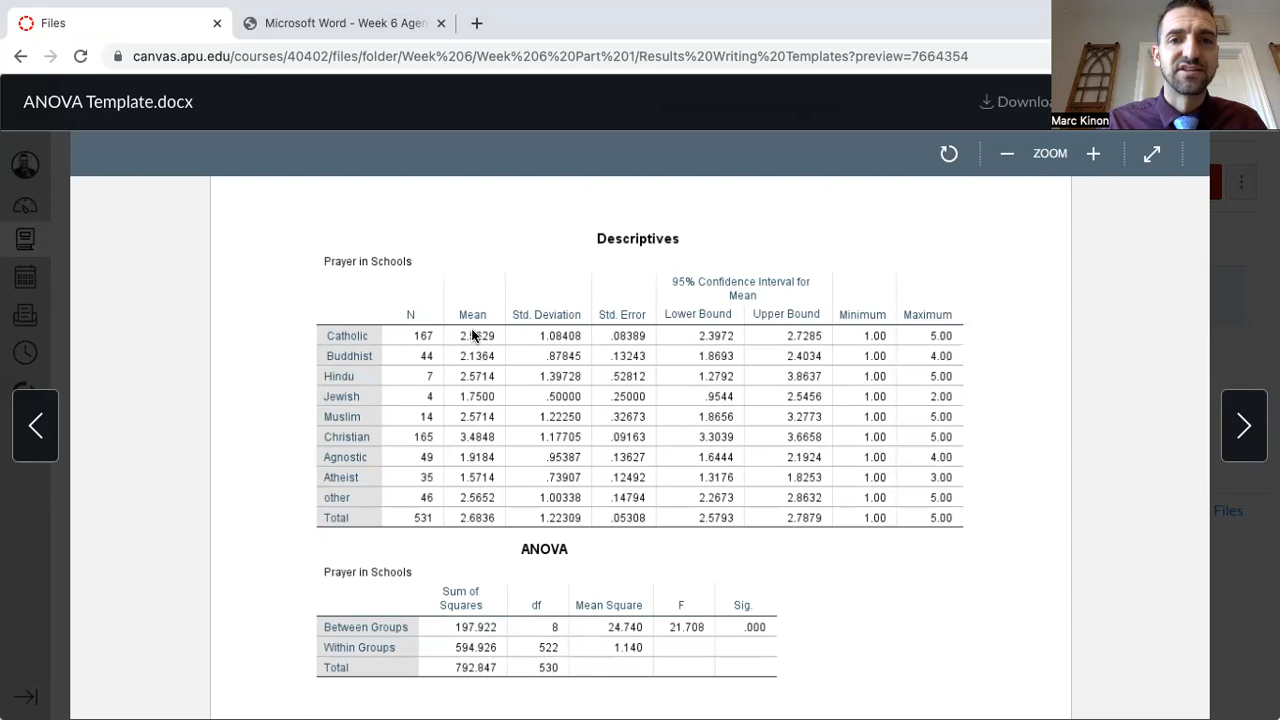 Files
Microsoft Word - Week 6 Agen
canvas.apu.edu/courses/40402/files/folder/Week%206/Week%206%20Part%201/Results%20Writing%20Templates?preview=7664354
ANOVA Template.docx
Downlo
Marc Kinon
ZOOM
Descriptives
Prayer in Schools
95% Confidence Interval for
Mean
N Mean Std. Deviation Std. Error Lower Bound Upper Bound Minimum Maximum
Catholic 167 1.08408 .08389 2.3972 2.7285 1.00 5.00
Buddhist 44 2.1364 .87845 .13243 1.8693 2.4034 1.00 4.00
Hindu 7 2.5714 1.39728 .52812 1.2792 3.8637 1.00 5.00
Jewish 4 1.7500 .50000 .25000 .9544 2.5456 1.00 2.00
Muslim 14 2.5714 1.22250 .32673 1.8656 3.2773 1.00 5.00
Christian 165 3.4848 1.17705 .09163 3.3039 3.6658 1.00 5.00
Agnostic 49 1.9184 .95387 .13627 1.6444 2.1924 1.00 4.00
Atheist 35 1.5714 .73907 .12492 1.3176 1.8253 1.00 3.00
other 46 2.5652 1.00338 .14794 2.2673 2.8632 1.00 5.00
Total 531 2.6836 1.22309 .05308 2.5793 2.7879 1.00 5.00
Files
ANOVA
Prayer in Schools
Sum of
Squares df Mean Square F Sig.
Between Groups 197.922 8 24.740 21.708 .000
Within Groups 594.926 522 1.140
Total 792.847 530